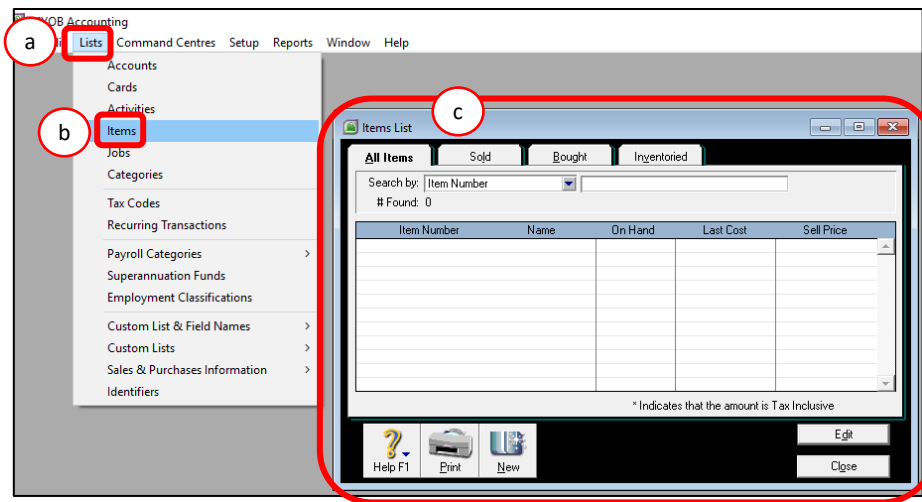 YOB Accounting
a
Lists Command Centres Setup Reports Window Help
Accounts
Cards
Activities
b
Items
Jobs
Categories
Tax Codes
Recurring Transactions
Payroll Categories >
Superannuation Funds
Employment Classifications
Custom List & Field Names >
Custom Lists >
Sales & Purchases Information >
Identifiers
c
Items List
All Items Sold Bought Inventoried
Search by: Item Number
# Found: 0
Item Number Name On Hand Last Cost Sell Price
* Indicates that the amount is Tax Inclusive
Help F1 Print New
Edit
Close